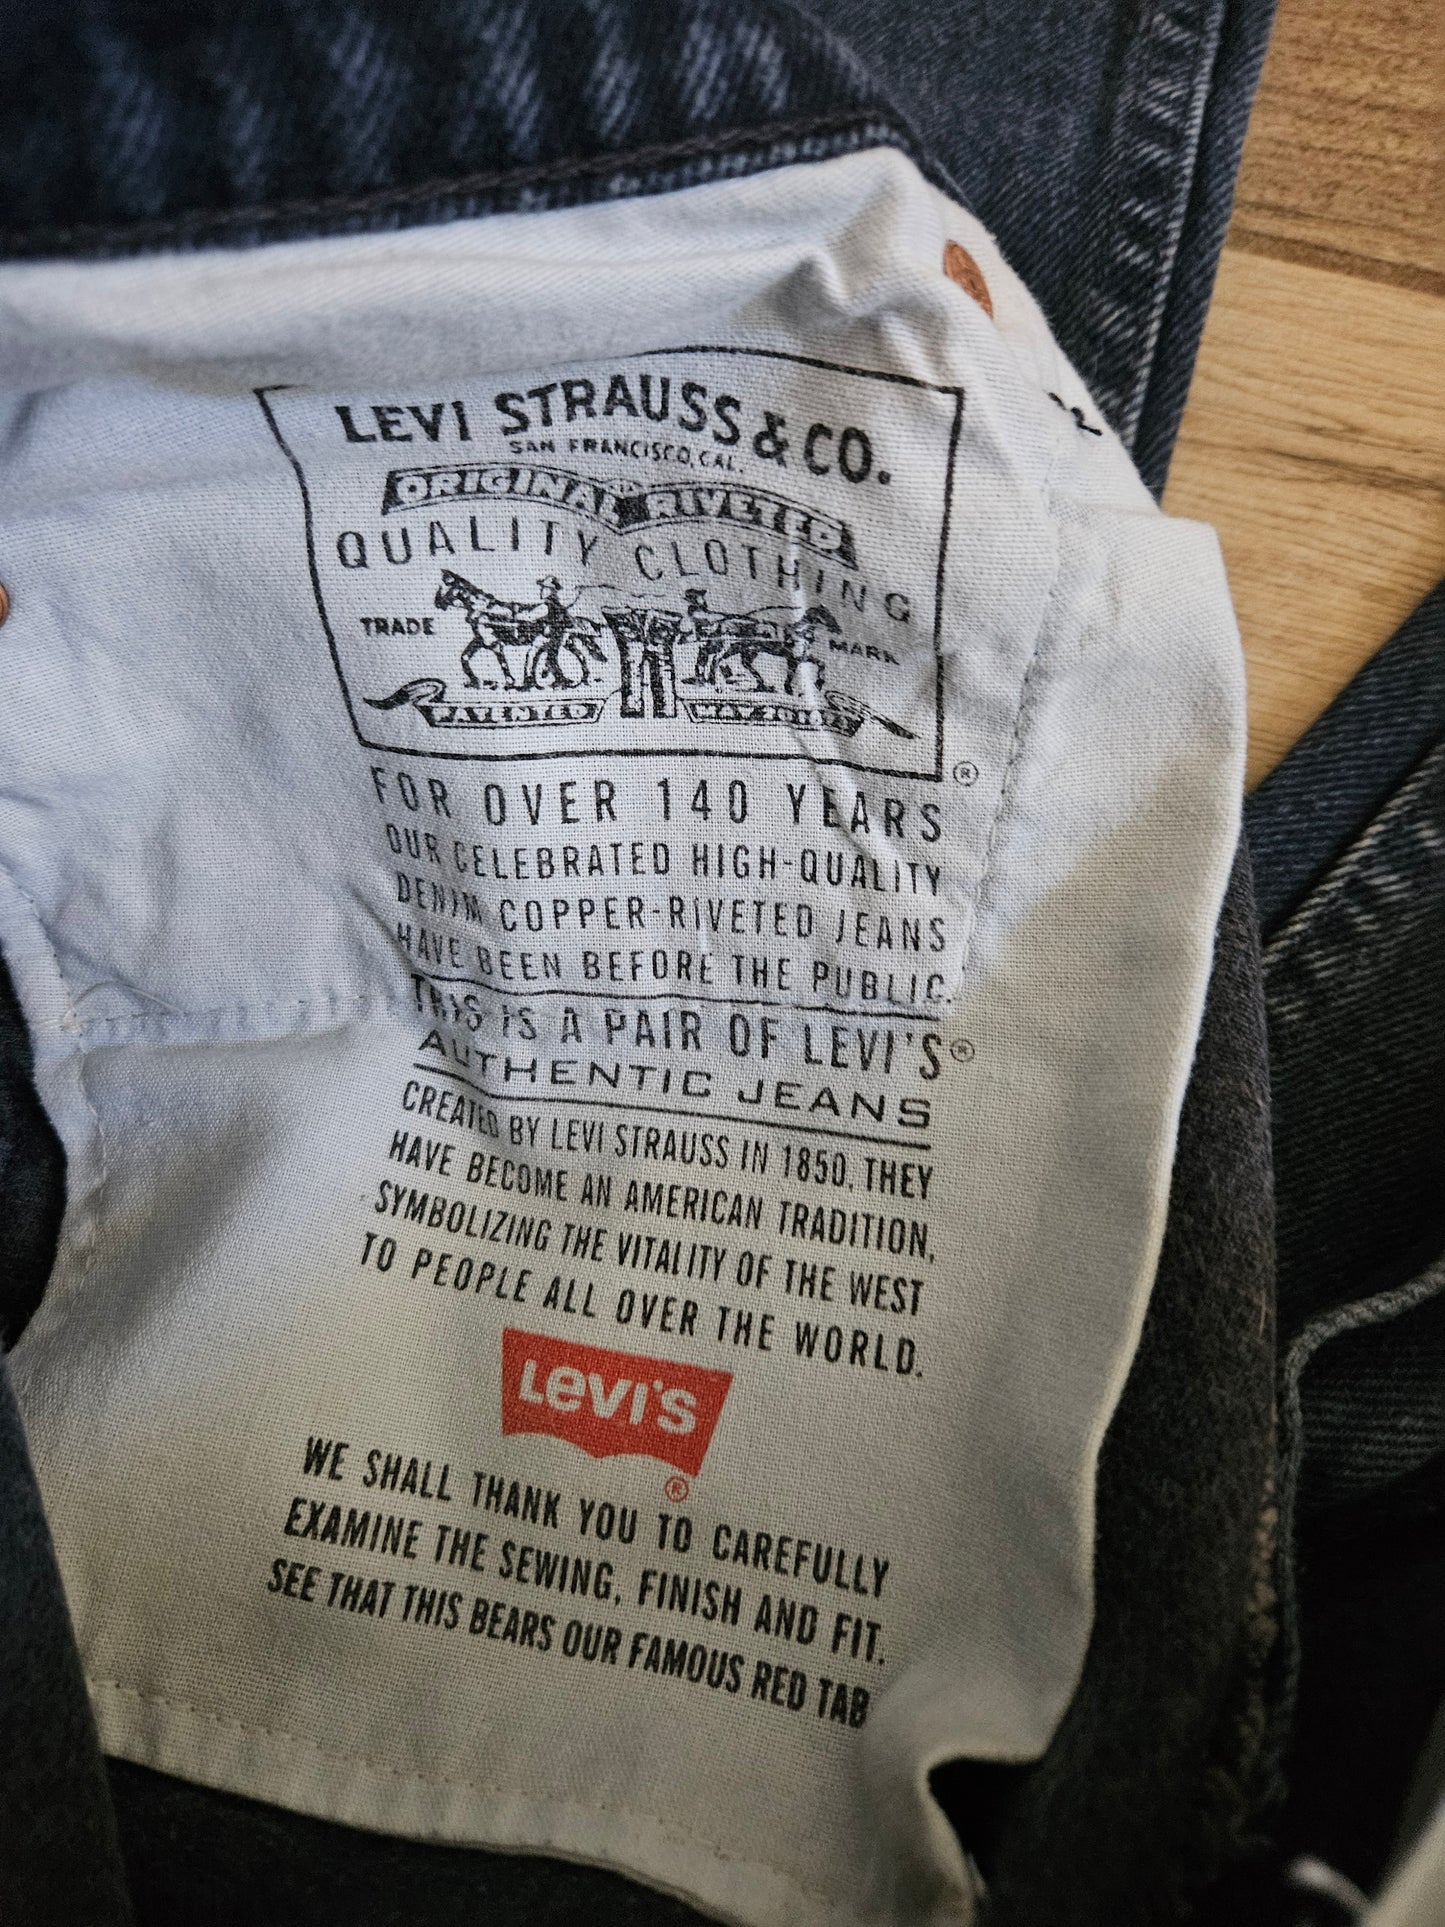 LEVI STRAUSS & CO.
SAN FRANCISCO, CAL.
ORIGINAL RIVETED
QUALITY CLOTHING
TRADE MARK
PATENTED MAY 20 1873
®
FOR OVER 140 YEARS
OUR CELEBRATED HIGH-QUALITY
DENIM COPPER-RIVETED JEANS
HAVE BEEN BEFORE THE PUBLIC.
THIS IS A PAIR OF LEVI'S®
AUTHENTIC JEANS
CREATED BY LEVI STRAUSS IN 1850, THEY
HAVE BECOME AN AMERICAN TRADITION,
SYMBOLIZING THE VITALITY OF THE WEST
TO PEOPLE ALL OVER THE WORLD.
LEVI'S
®
WE SHALL THANK YOU TO CAREFULLY
EXAMINE THE SEWING, FINISH AND FIT.
SEE THAT THIS BEARS OUR FAMOUS RED TAB